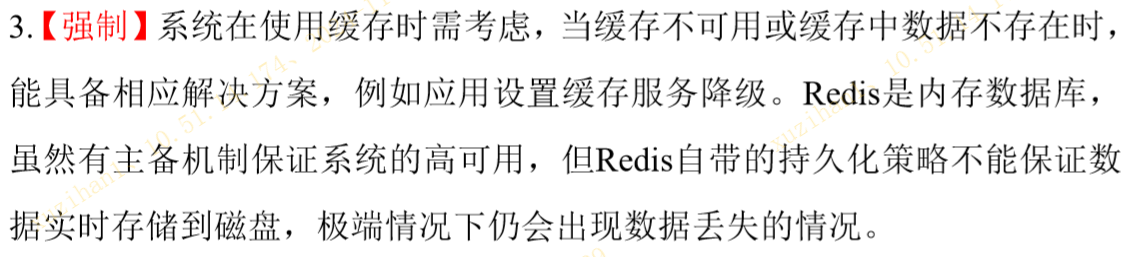 3.【强制】系统在使用缓存时需考虑，当缓存不可用或缓存中数据不存在时，
能具备相应解决方案，例如应用设置缓存服务降级。Redis是内存数据库，
虽然有主备机制保证系统的高可用，但Redis自带的持久化策略不能保证数
据实时存储到磁盘，极端情况下仍会出现数据丢失的情况。